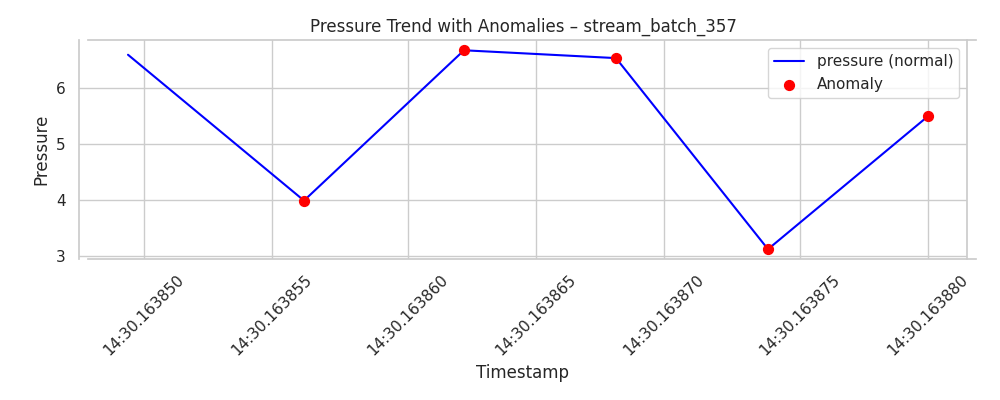 Pressure Trend with Anomalies – stream_batch_357
pressure (normal)
Anomaly
Pressure
6
5
4
3
14:30.163850
14:30.163855
14:30.163860
14:30.163865
14:30.163870
14:30.163875
14:30.163880
Timestamp